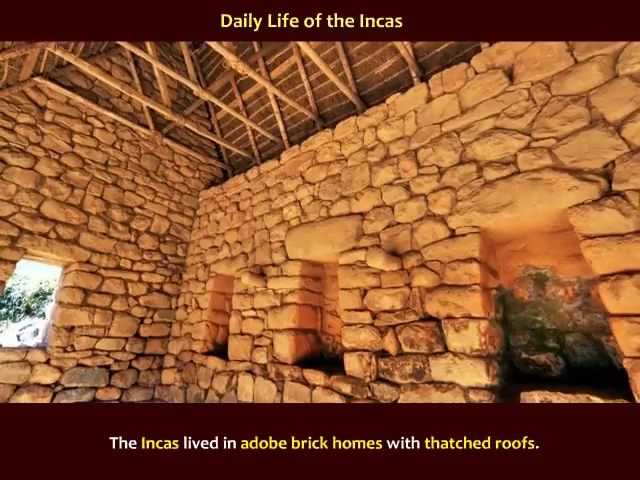 Daily Life of the Incas
The Incas lived in adobe brick homes with thatched roofs.